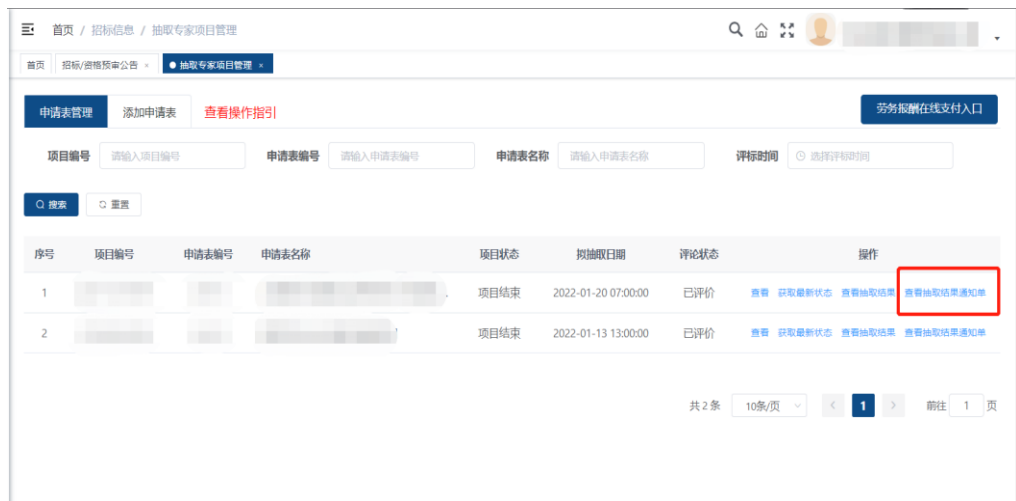 首页 / 招标信息 / 抽取专家项目管理
首页 招标/资格预审公告 × ● 抽取专家项目管理 ×
申请表管理 添加申请表 查看操作指引 劳务报酬在线支付入口
项目编号 请输入项目编号 申请表编号 请输入申请表编号 申请表名称 请输入申请表名称 评标时间 选择评标时间
搜索 重置
序号 项目编号 申请表编号 申请表名称 项目状态 拟抽取日期 评论状态 操作
1 项目结束 2022-01-20 07:00:00 已评价 查看 获取最新状态 查看抽取结果 查看抽取结果通知单
2 项目结束 2022-01-13 13:00:00 已评价 查看 获取最新状态 查看抽取结果 查看抽取结果通知单
共 2 条 10条/页 < 1 > 前往 1 页